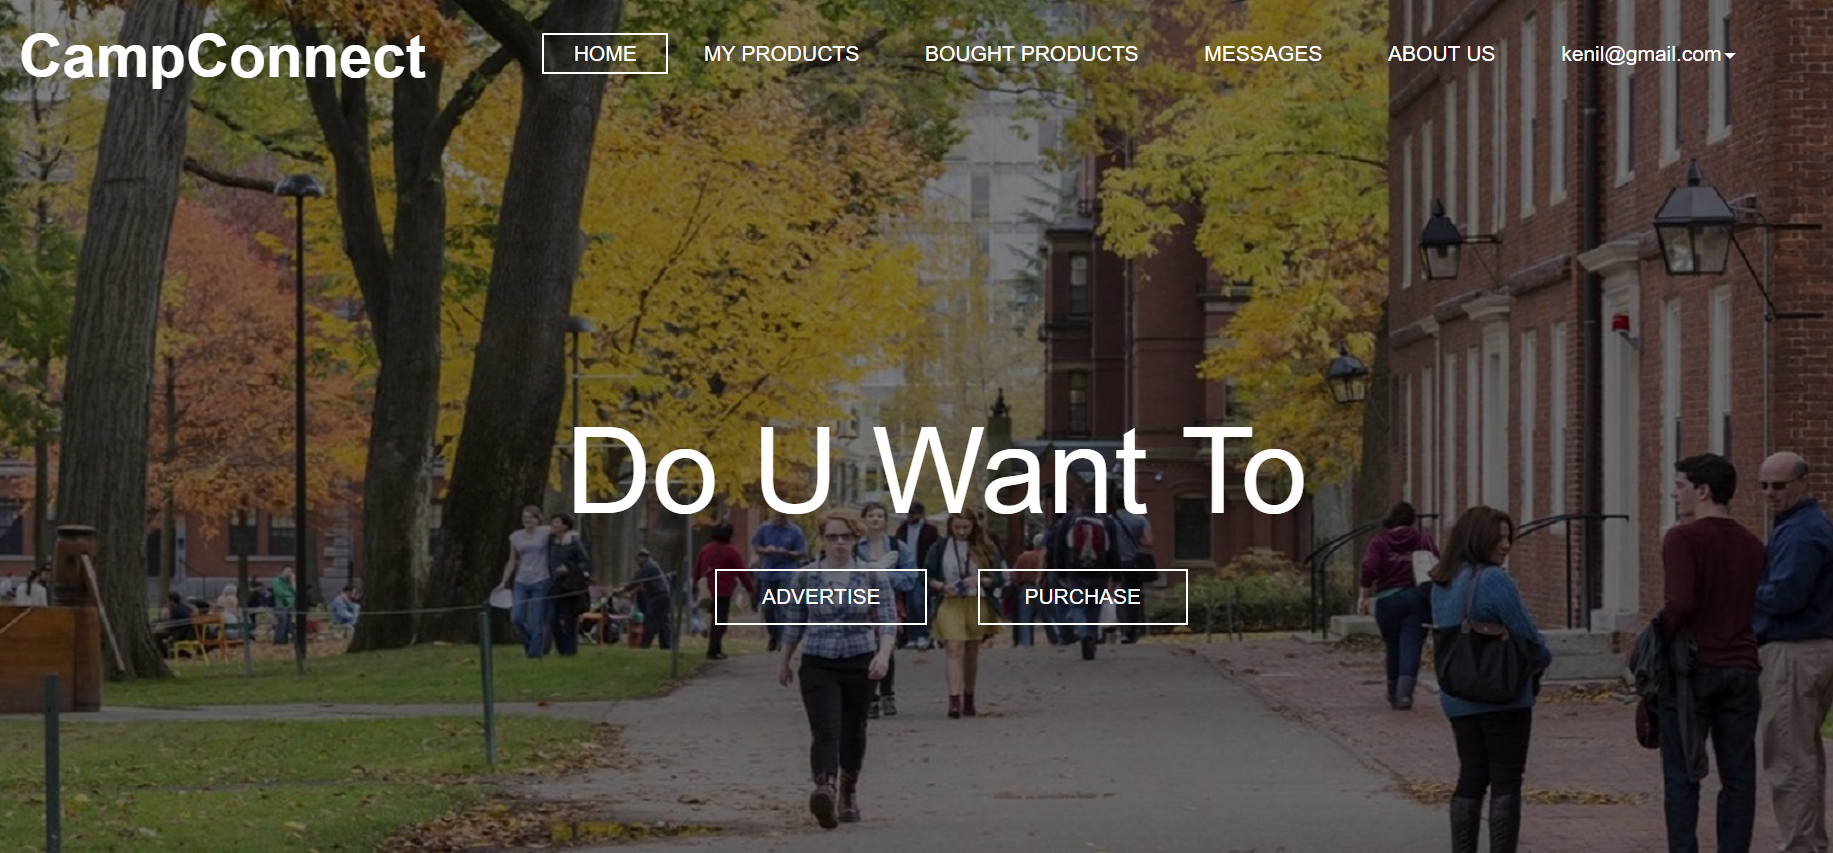 CampConnect
HOME MY PRODUCTS BOUGHT PRODUCTS MESSAGES ABOUT US kenil@gmail.com
Do U Want To
ADVERTISE PURCHASE